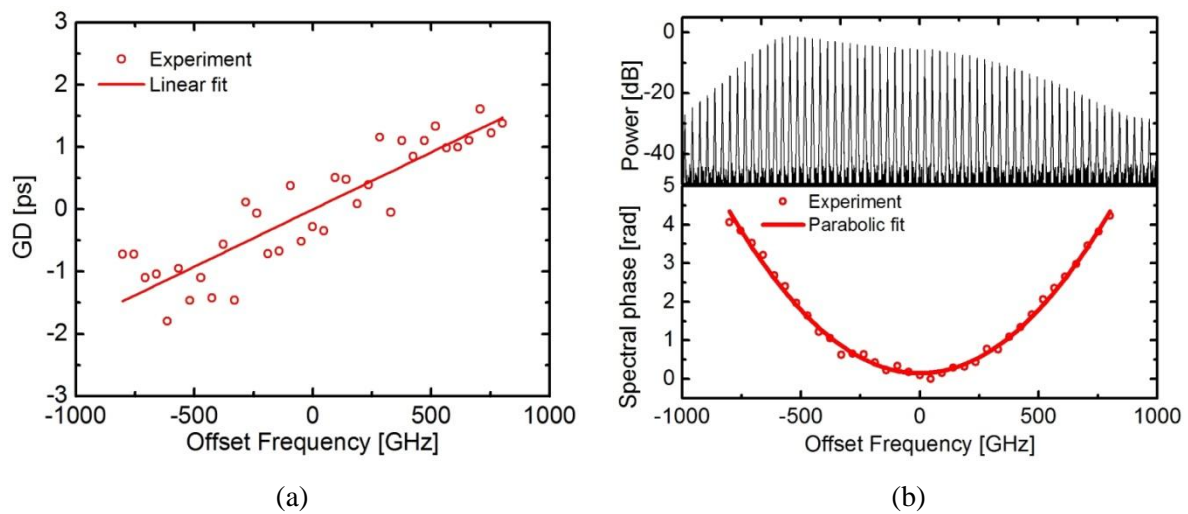 3
2
1
0
-1
-2
-3
GD [ps]
Experiment
Linear fit
-1000 -500 0 500 1000
Offset Frequency [GHz]
(a)
0
-20
-40
Power [dB]
5
4
3
2
1
0
Spectral phase [rad]
Experiment
Parabolic fit
-1000 -500 0 500 1000
Offset Frequency [GHz]
(b)